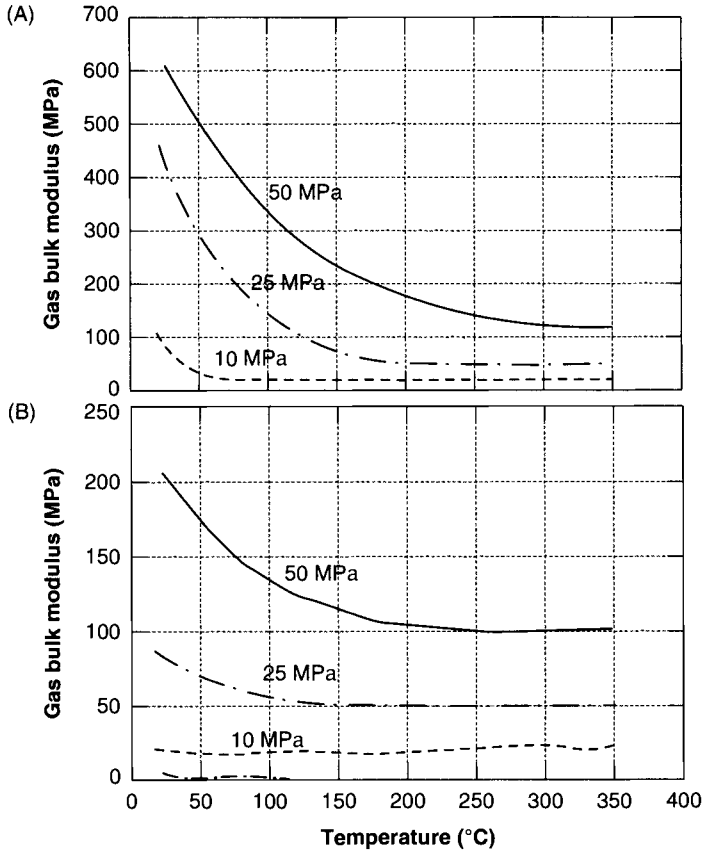 (A)
Gas bulk modulus (MPa)
700
600
500
400
300
200
100
0
50 MPa
25 MPa
10 MPa
(B)
Gas bulk modulus (MPa)
250
200
150
100
50
0
50 MPa
25 MPa
10 MPa
0 50 100 150 200 250 300 350 400
Temperature (°C)